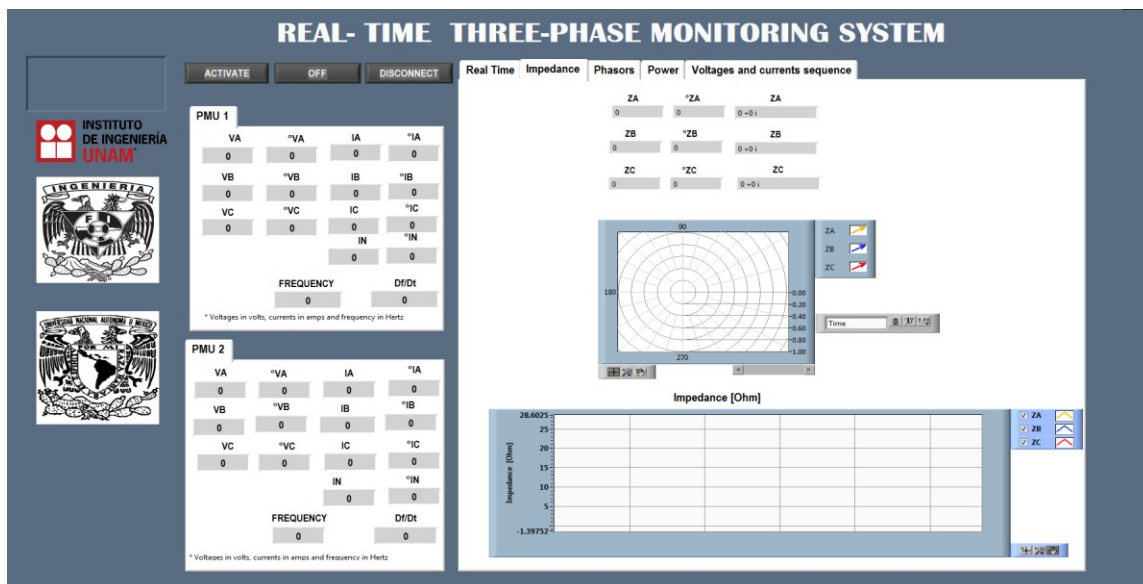 REAL- TIME THREE-PHASE MONITORING SYSTEM
ACTIVATE OFF DISCONNECT
INSTITUTO
DE INGENIERÍA
UNAM
INGENIERIA
F I
PMU 1
VA °VA IA °IA
0 0 0 0
VB °VB IB °IB
0 0 0 0
VC °VC IC °IC
0 0 0 0
IN °IN
0 0
FREQUENCY Df/Dt
0 0
* Voltages in volts, currents in amps and frequency in Hertz
PMU 2
VA °VA IA °IA
0 0 0 0
VB °VB IB °IB
0 0 0 0
VC °VC IC °IC
0 0 0 0
IN °IN
0 0
FREQUENCY Df/Dt
0 0
* Voltages in volts, currents in amps and frequency in Hertz
Real Time Impedance Phasors Power Voltages and currents sequence
ZA °ZA ZA
0 0 0 +0 i
ZB °ZB ZB
0 0 0 +0 i
ZC °ZC ZC
0 0 0 +0 i
90
180
270
0.00
0.20
0.40
0.60
0.80
1.00
ZA
ZB
ZC
Time
Impedance [Ohm]
Impedance [Ohm]
28.6025
25
20
15
10
5
-1.39752
ZA
ZB
ZC